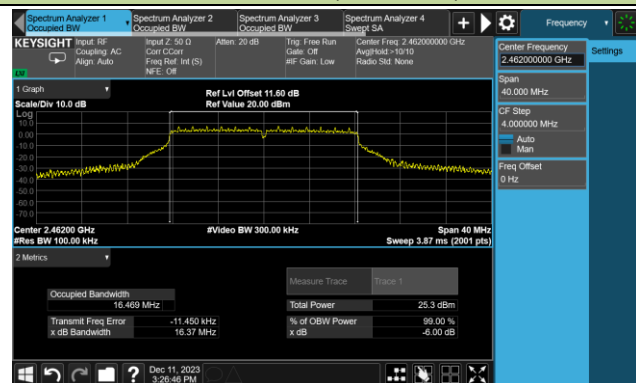 Spectrum Analyzer 1
Occupied BW
Spectrum Analyzer 2
Occupied BW
Spectrum Analyzer 3
Occupied BW
Spectrum Analyzer 4
Swept SA
Frequency
KEYSIGHT
Input: RF
Coupling: AC
Align: Auto
Input Z: 50 Ω
Corr CCorr
Freq Ref: Int (S)
NFE: Off
Atten: 20 dB
Trig: Free Run
Gate: Off
#IF Gain: Low
Center Freq: 2.462000000 GHz
Avg|Hold:>10/10
Radio Std: None
Center Frequency
2.462000000 GHz
Settings
Span
40.000 MHz
CF Step
4.000000 MHz
Auto
Man
Freq Offset
0 Hz
1 Graph
Scale/Div 10.0 dB
Ref Lvl Offset 11.60 dB
Ref Value 20.00 dBm
Log
10.0
0.00
-10.0
-20.0
-30.0
-40.0
-50.0
-60.0
-70.0
Center 2.46200 GHz
#Res BW 100.00 kHz
#Video BW 300.00 kHz
Span 40 MHz
Sweep 3.87 ms (2001 pts)
2 Metrics
Measure Trace
Trace 1
Occupied Bandwidth
16.469 MHz
Total Power
25.3 dBm
Transmit Freq Error
-11.450 kHz
% of OBW Power
99.00 %
x dB Bandwidth
16.37 MHz
x dB
-6.00 dB
Dec 11, 2023
3:26:46 PM